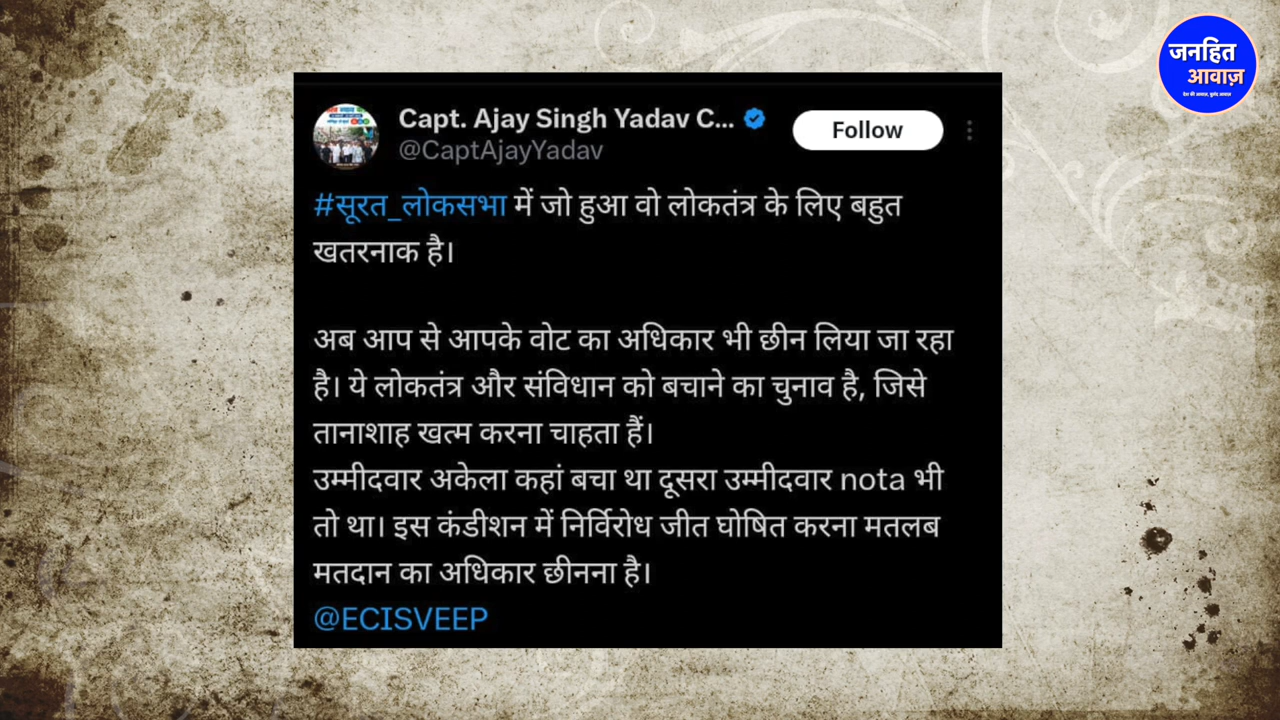 जनहित
आवाज़
देश की आवाज, बुलंद आवाज
Capt. Ajay Singh Yadav C...
Follow
@CaptAjayYadav
#सूरत_लोकसभा में जो हुआ वो लोकतंत्र के लिए बहुत
खतरनाक है।
अब आप से आपके वोट का अधिकार भी छीन लिया जा रहा
है। ये लोकतंत्र और संविधान को बचाने का चुनाव है, जिसे
तानाशाह खत्म करना चाहता हैं।
उम्मीदवार अकेला कहां बचा था दूसरा उम्मीदवार nota भी
तो था। इस कंडीशन में निर्विरोध जीत घोषित करना मतलब
मतदान का अधिकार छीनना है।
@ECISVEEP